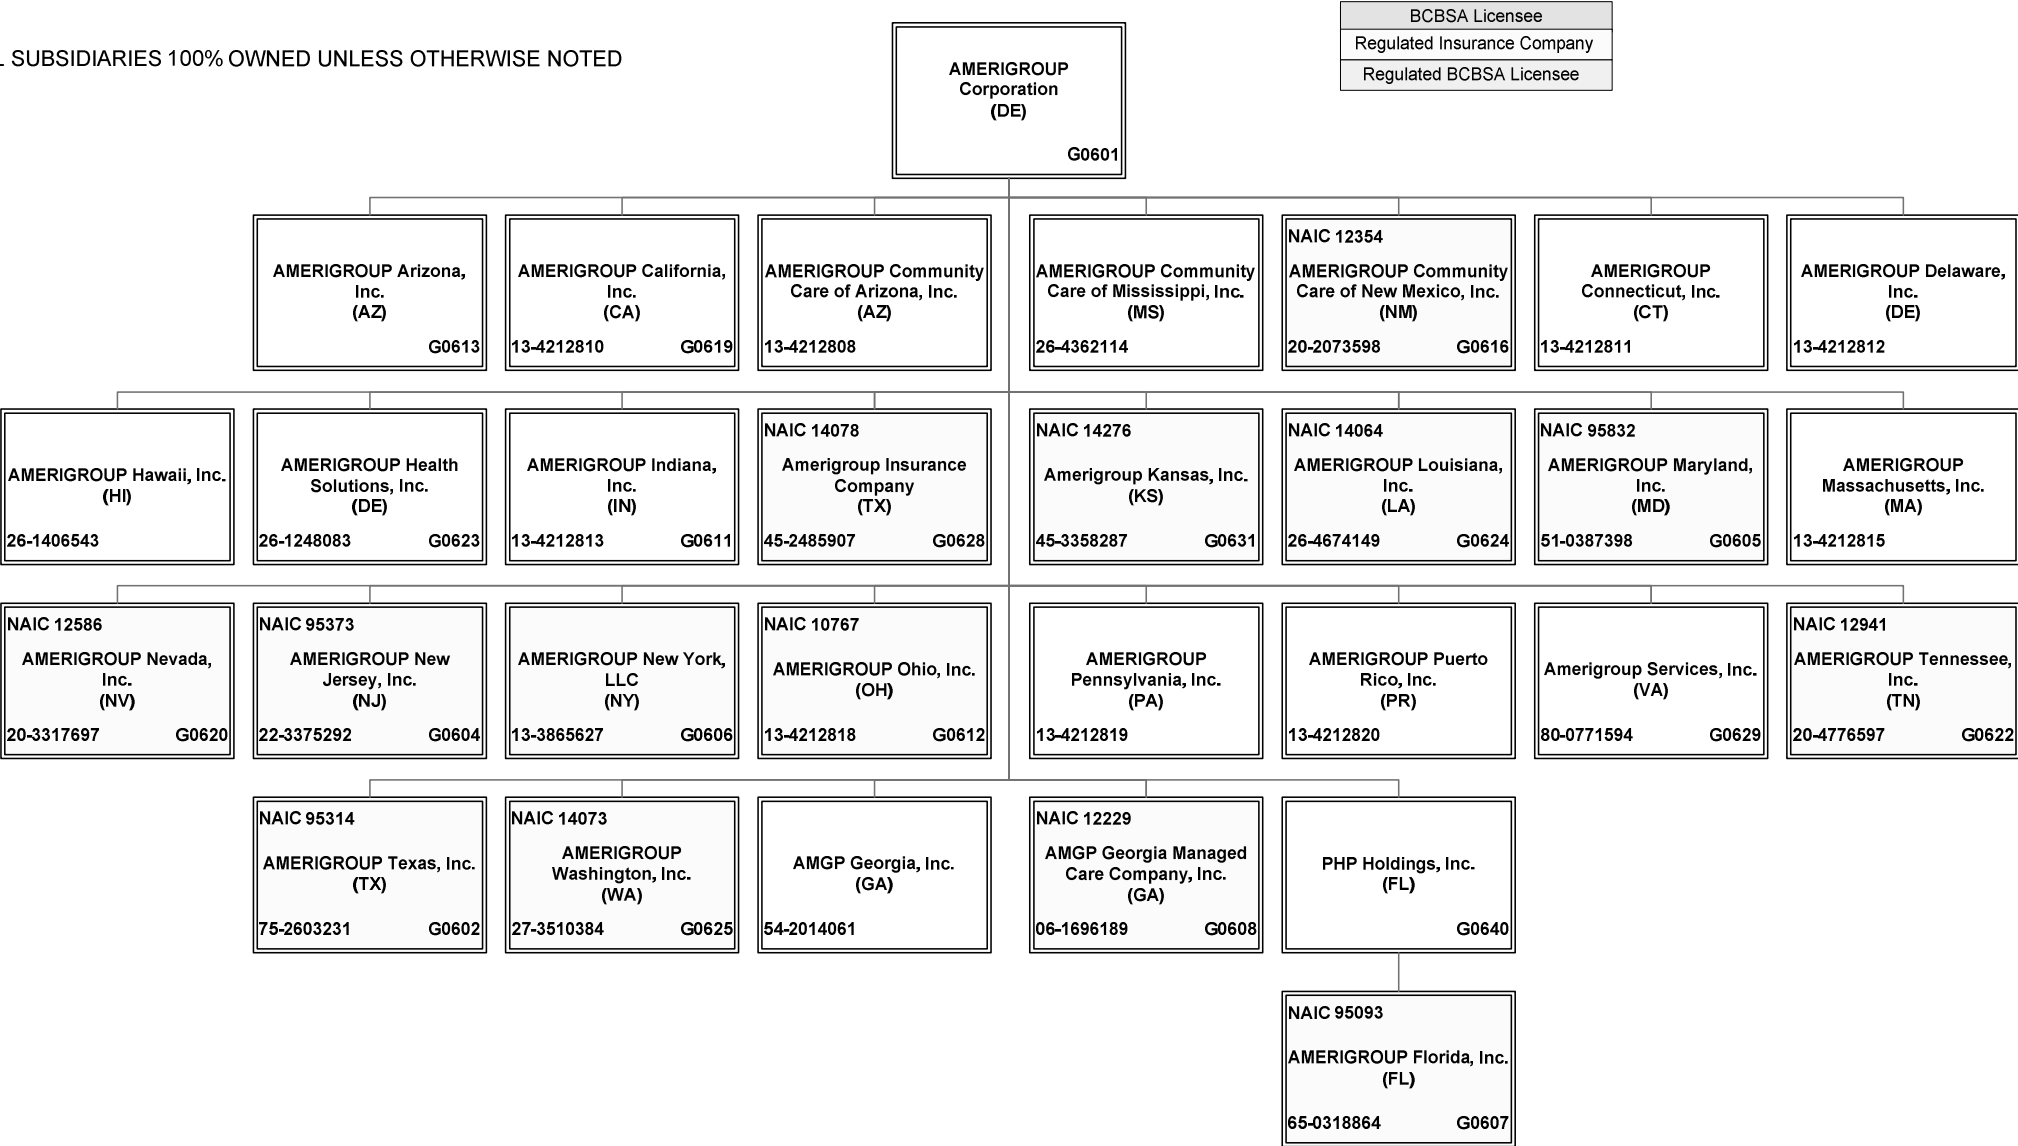 L SUBSIDIARIES 100% OWNED UNLESS OTHERWISE NOTED
BCBSA Licensee
Regulated Insurance Company
Regulated BCBSA Licensee
AMERIGROUP
Corporation
(DE)
G0601
AMERIGROUP Arizona,
Inc.
(AZ)
G0613
AMERIGROUP California,
Inc.
(CA)
13-4212810 G0619
AMERIGROUP Community
Care of Arizona, Inc.
(AZ)
13-4212808
AMERIGROUP Community
Care of Mississippi, Inc.
(MS)
26-4362114
NAIC 12354
AMERIGROUP Community
Care of New Mexico, Inc.
(NM)
20-2073598 G0616
AMERIGROUP
Connecticut, Inc.
(CT)
13-4212811
AMERIGROUP Delaware,
Inc.
(DE)
13-4212812
AMERIGROUP Hawaii, Inc.
(HI)
26-1406543
AMERIGROUP Health
Solutions, Inc.
(DE)
26-1248083 G0623
AMERIGROUP Indiana,
Inc.
(IN)
13-4212813 G0611
NAIC 14078
Amerigroup Insurance
Company
(TX)
45-2485907 G0628
NAIC 14276
Amerigroup Kansas, Inc.
(KS)
45-3358287 G0631
NAIC 14064
AMERIGROUP Louisiana,
Inc.
(LA)
26-4674149 G0624
NAIC 95832
AMERIGROUP Maryland,
Inc.
(MD)
51-0387398 G0605
AMERIGROUP
Massachusetts, Inc.
(MA)
13-4212815
NAIC 12586
AMERIGROUP Nevada,
Inc.
(NV)
20-3317697 G0620
NAIC 95373
AMERIGROUP New
Jersey, Inc.
(NJ)
22-3375292 G0604
AMERIGROUP New York,
LLC
(NY)
13-3865627 G0606
NAIC 10767
AMERIGROUP Ohio, Inc.
(OH)
13-4212818 G0612
AMERIGROUP
Pennsylvania, Inc.
(PA)
13-4212819
AMERIGROUP Puerto
Rico, Inc.
(PR)
13-4212820
Amerigroup Services, Inc.
(VA)
80-0771594 G0629
NAIC 12941
AMERIGROUP Tennessee,
Inc.
(TN)
20-4776597 G0622
NAIC 95314
AMERIGROUP Texas, Inc.
(TX)
75-2603231 G0602
NAIC 14073
AMERIGROUP
Washington, Inc.
(WA)
27-3510384 G0625
AMGP Georgia, Inc.
(GA)
54-2014061
NAIC 12229
AMGP Georgia Managed
Care Company, Inc.
(GA)
06-1696189 G0608
PHP Holdings, Inc.
(FL)
G0640
NAIC 95093
AMERIGROUP Florida, Inc.
(FL)
65-0318864 G0607